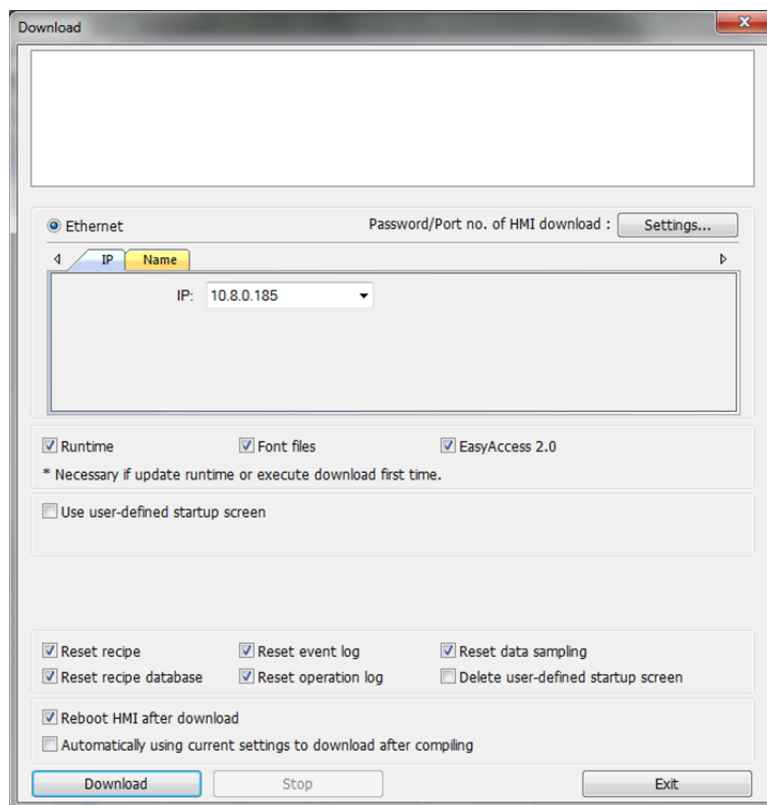 Download
Ethernet Password/Port no. of HMI download : Settings...
IP Name
IP: 10.8.0.185
Runtime Font files EasyAccess 2.0
* Necessary if update runtime or execute download first time.
Use user-defined startup screen
Reset recipe Reset event log Reset data sampling
Reset recipe database Reset operation log Delete user-defined startup screen
Reboot HMI after download
Automatically using current settings to download after compiling
Download Stop Exit